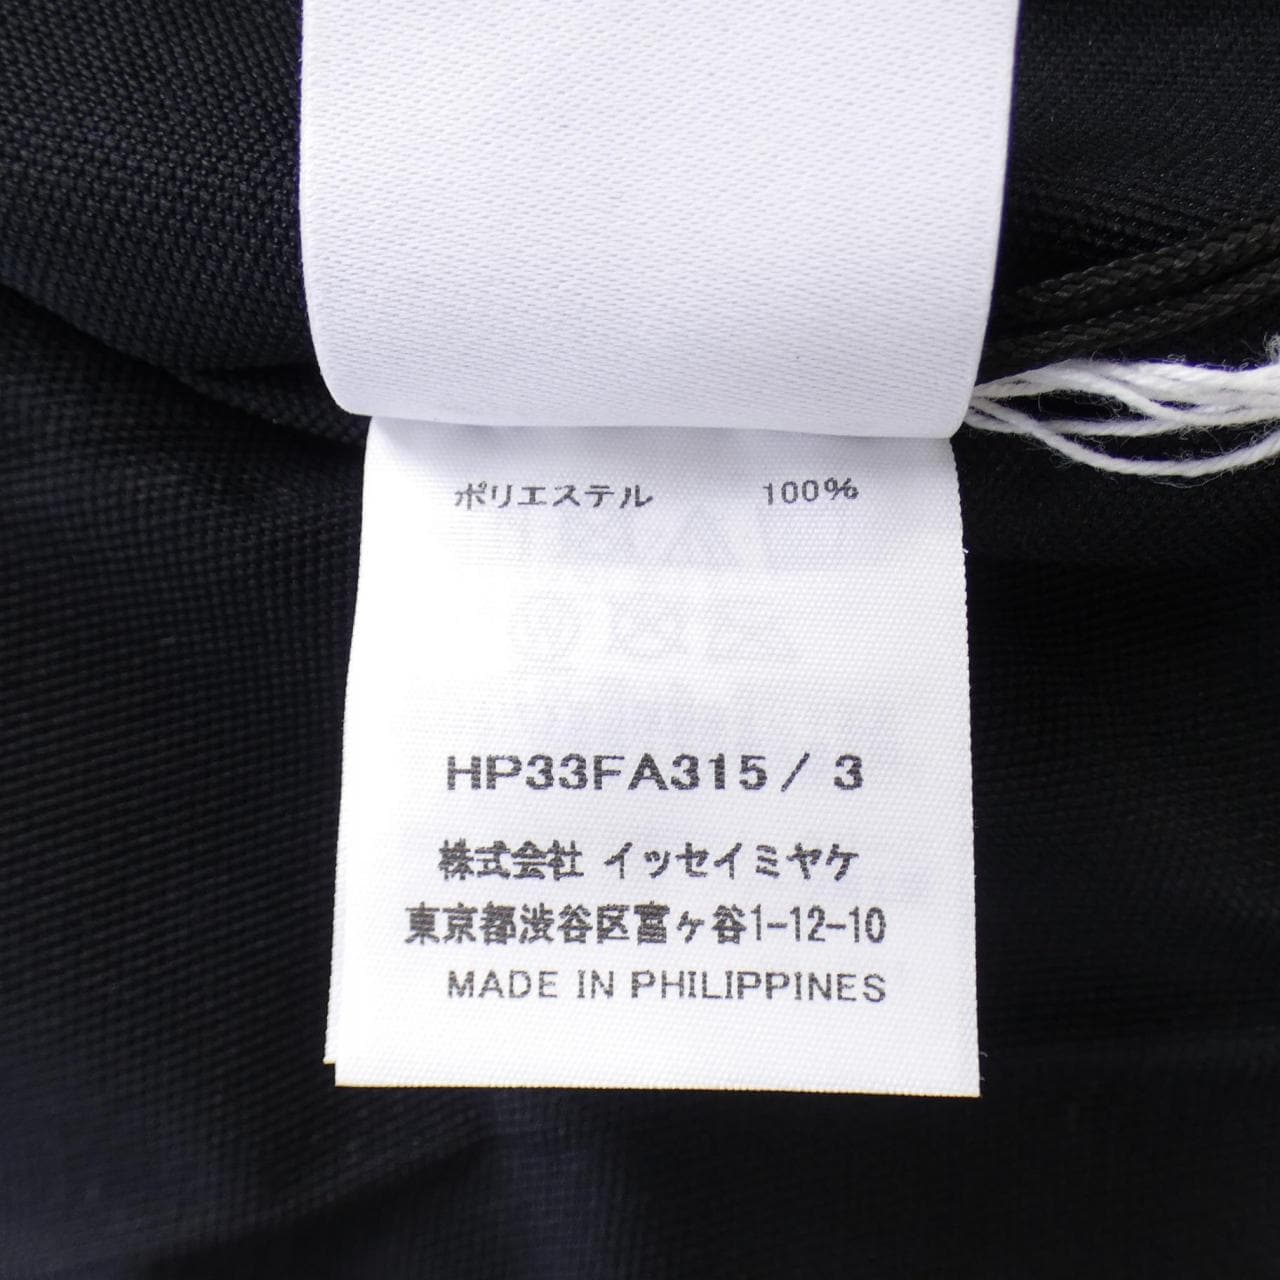 ポリエステル 100%
HP33FA315/ 3
株式会社 イッセイミヤケ
東京都渋谷区富ヶ谷1-12-10
MADE IN PHILIPPINES